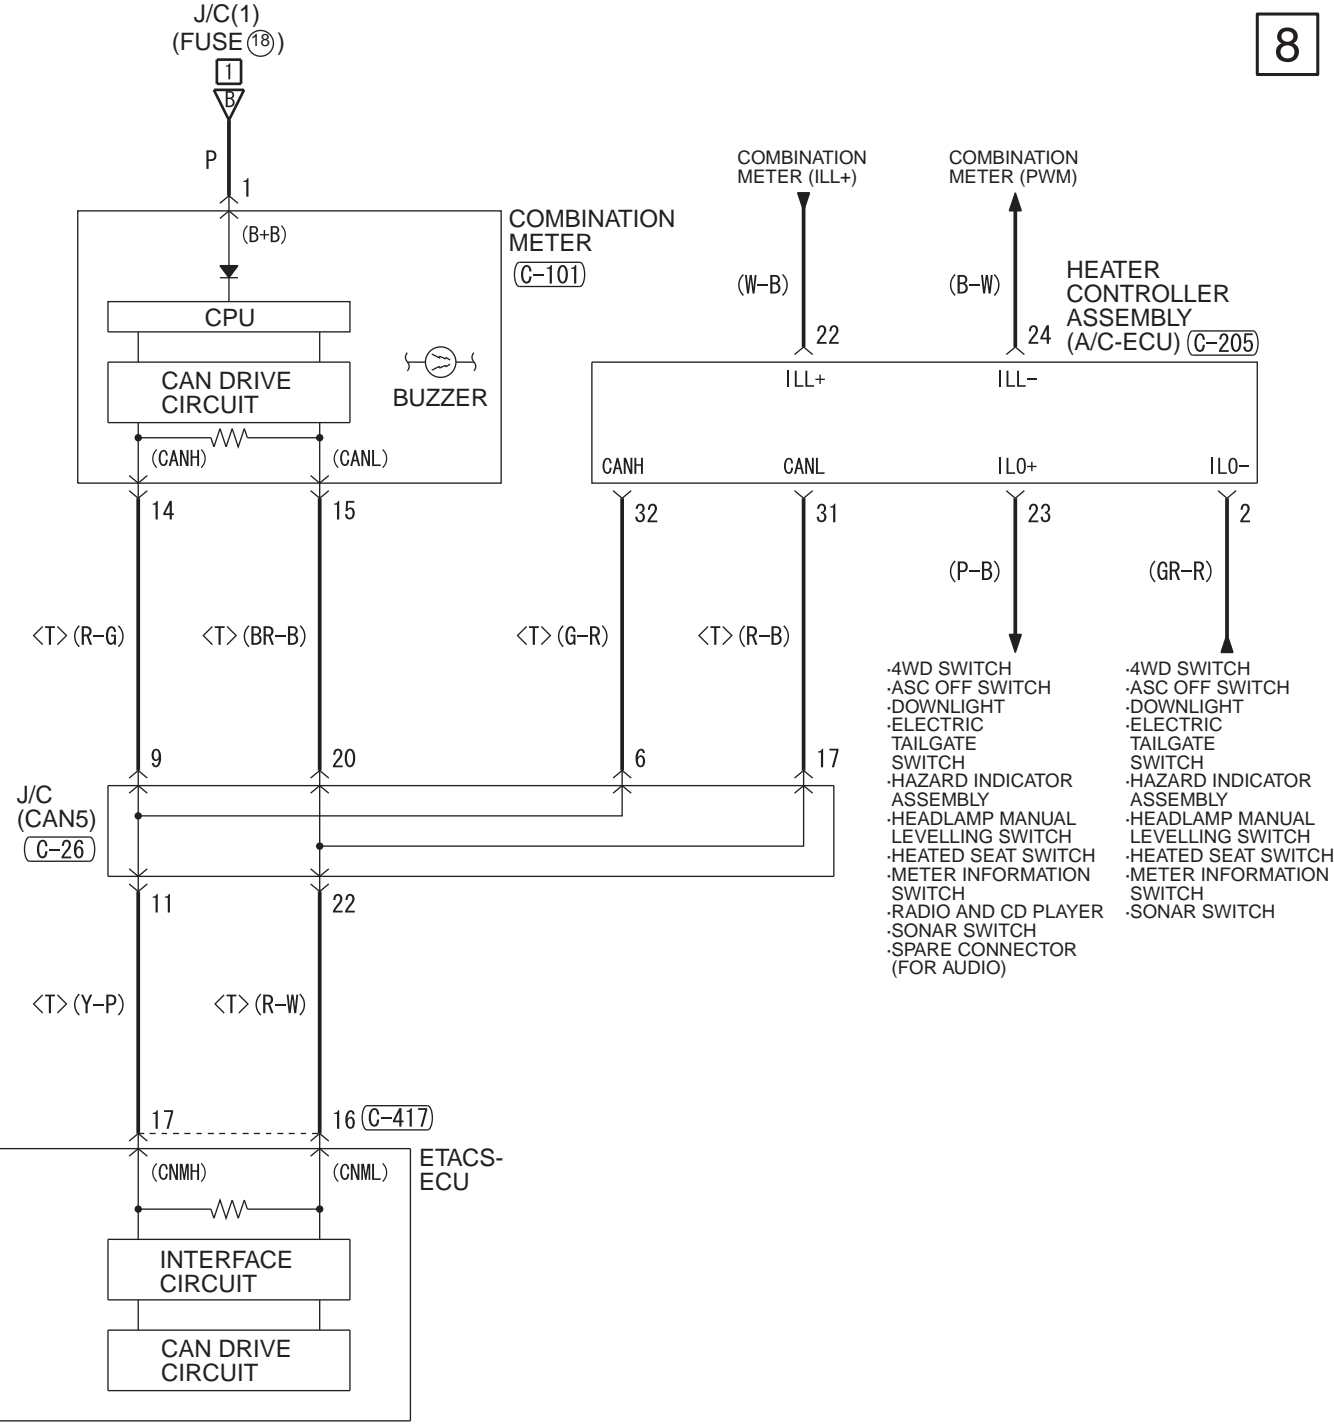 J/C(1)
(FUSE 18)
1
B
8
P
1
COMBINATION
METER (ILL+)
COMBINATION
METER (PWM)
(B+B)
COMBINATION
METER
C-101
CPU
CAN DRIVE
CIRCUIT
BUZZER
(CANH)
(CANL)
14
15
(W-B)
(B-W)
HEATER
CONTROLLER
ASSEMBLY
(A/C-ECU) C-205
22
24
ILL+
ILL-
CANH
CANL
ILO+
ILO-
32
31
23
2
(P-B)
(GR-R)
<T>(R-G)
<T>(BR-B)
<T>(G-R)
<T>(R-B)
·4WD SWITCH
·ASC OFF SWITCH
·DOWNLIGHT
·ELECTRIC
TAILGATE
SWITCH
·HAZARD INDICATOR
ASSEMBLY
·HEADLAMP MANUAL
LEVELLING SWITCH
·HEATED SEAT SWITCH
·METER INFORMATION
SWITCH
·RADIO AND CD PLAYER
·SONAR SWITCH
·SPARE CONNECTOR
(FOR AUDIO)
·4WD SWITCH
·ASC OFF SWITCH
·DOWNLIGHT
·ELECTRIC
TAILGATE
SWITCH
·HAZARD INDICATOR
ASSEMBLY
·HEADLAMP MANUAL
LEVELLING SWITCH
·HEATED SEAT SWITCH
·METER INFORMATION
SWITCH
·SONAR SWITCH
9
20
6
17
J/C
(CAN5)
C-26
11
22
<T>(Y-P)
<T>(R-W)
17
16 C-417
(CNMH)
(CNML)
ETACS-
ECU
INTERFACE
CIRCUIT
CAN DRIVE
CIRCUIT